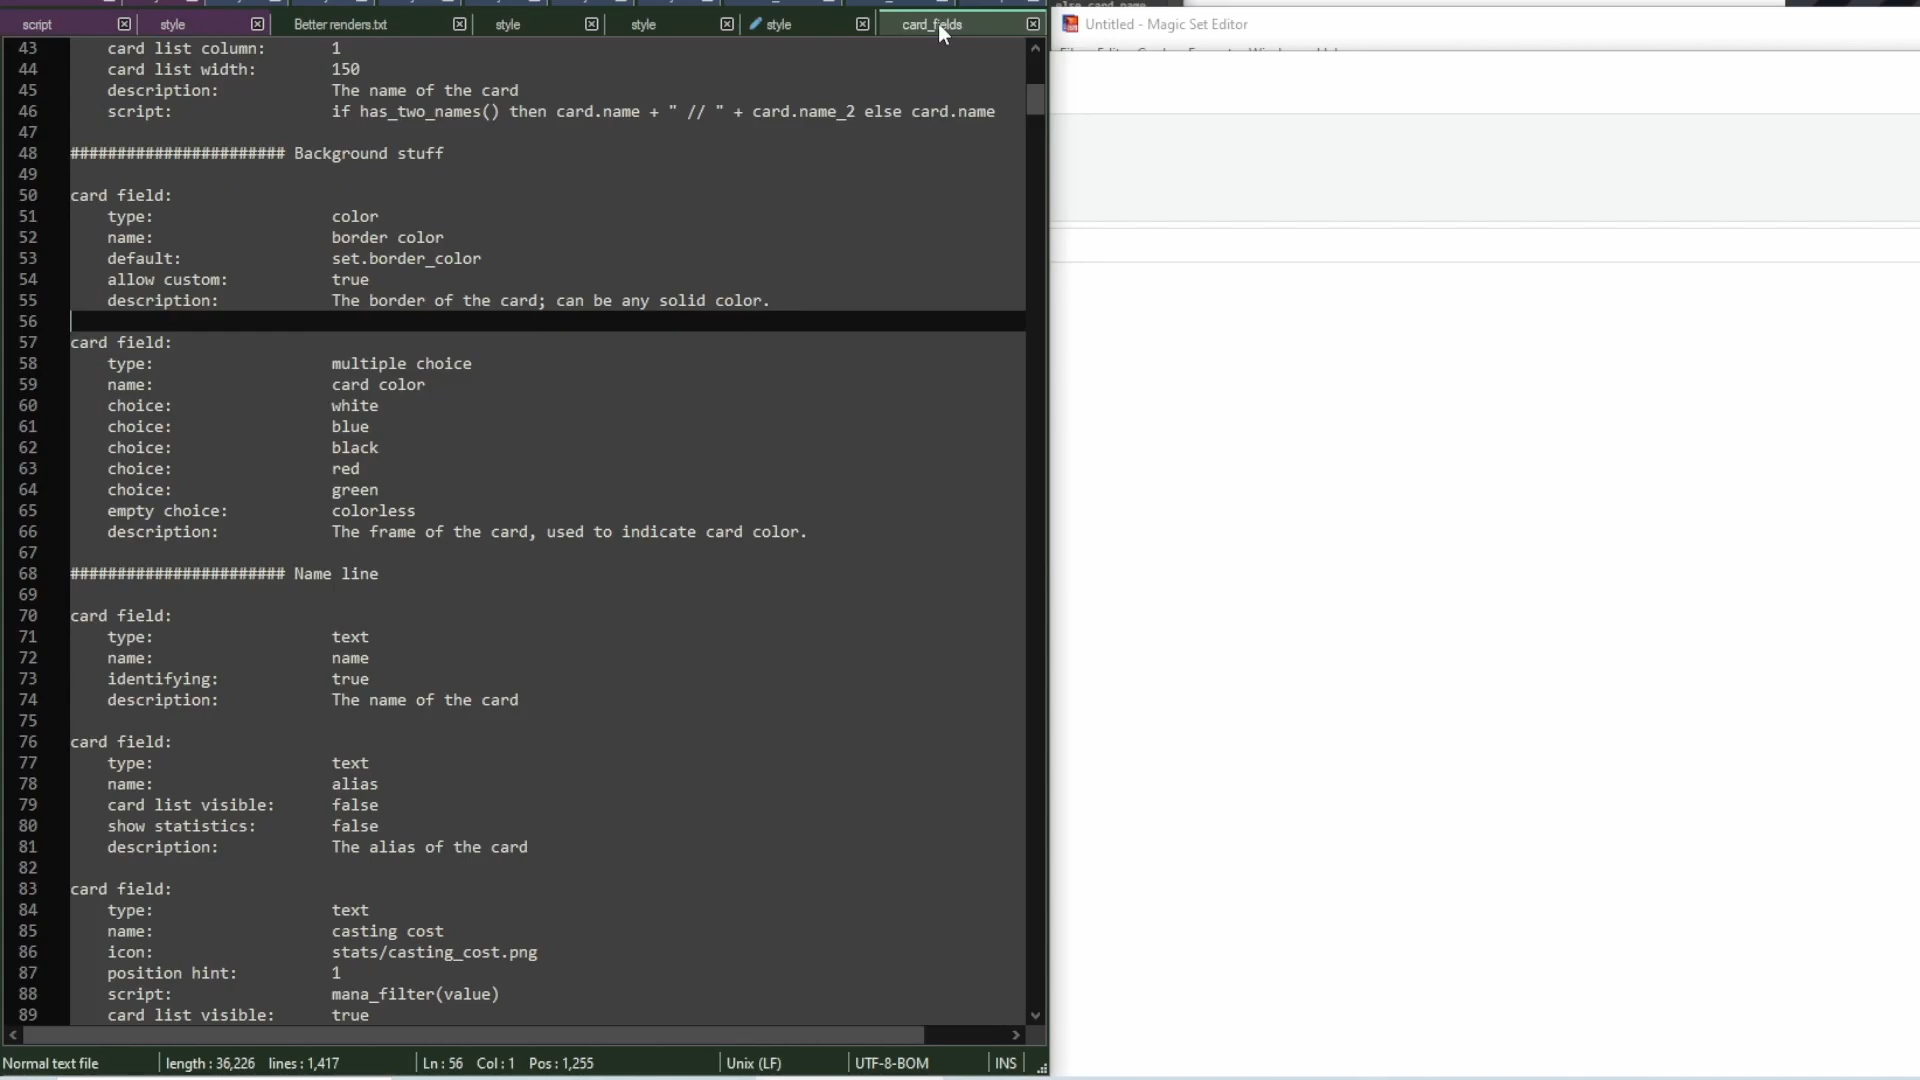 else card.name
script style Better renders.txt style style style card_fields
Untitled - Magic Set Editor
43 card list column: 1
44 card list width: 150
45 description: The name of the card
46 script: if has_two_names() then card.name + " // " + card.name_2 else card.name
47
48 ####################### Background stuff
49
50 card field:
51 type: color
52 name: border color
53 default: set.border_color
54 allow custom: true
55 description: The border of the card; can be any solid color.
56
57 card field:
58 type: multiple choice
59 name: card color
60 choice: white
61 choice: blue
62 choice: black
63 choice: red
64 choice: green
65 empty choice: colorless
66 description: The frame of the card, used to indicate card color.
67
68 ####################### Name line
69
70 card field:
71 type: text
72 name: name
73 identifying: true
74 description: The name of the card
75
76 card field:
77 type: text
78 name: alias
79 card list visible: false
80 show statistics: false
81 description: The alias of the card
82
83 card field:
84 type: text
85 name: casting cost
86 icon: stats/casting_cost.png
87 position hint: 1
88 script: mana_filter(value)
89 card list visible: true
Normal text file length : 36,226 lines : 1,417 Ln : 56 Col : 1 Pos : 1,255 Unix (LF) UTF-8-BOM INS